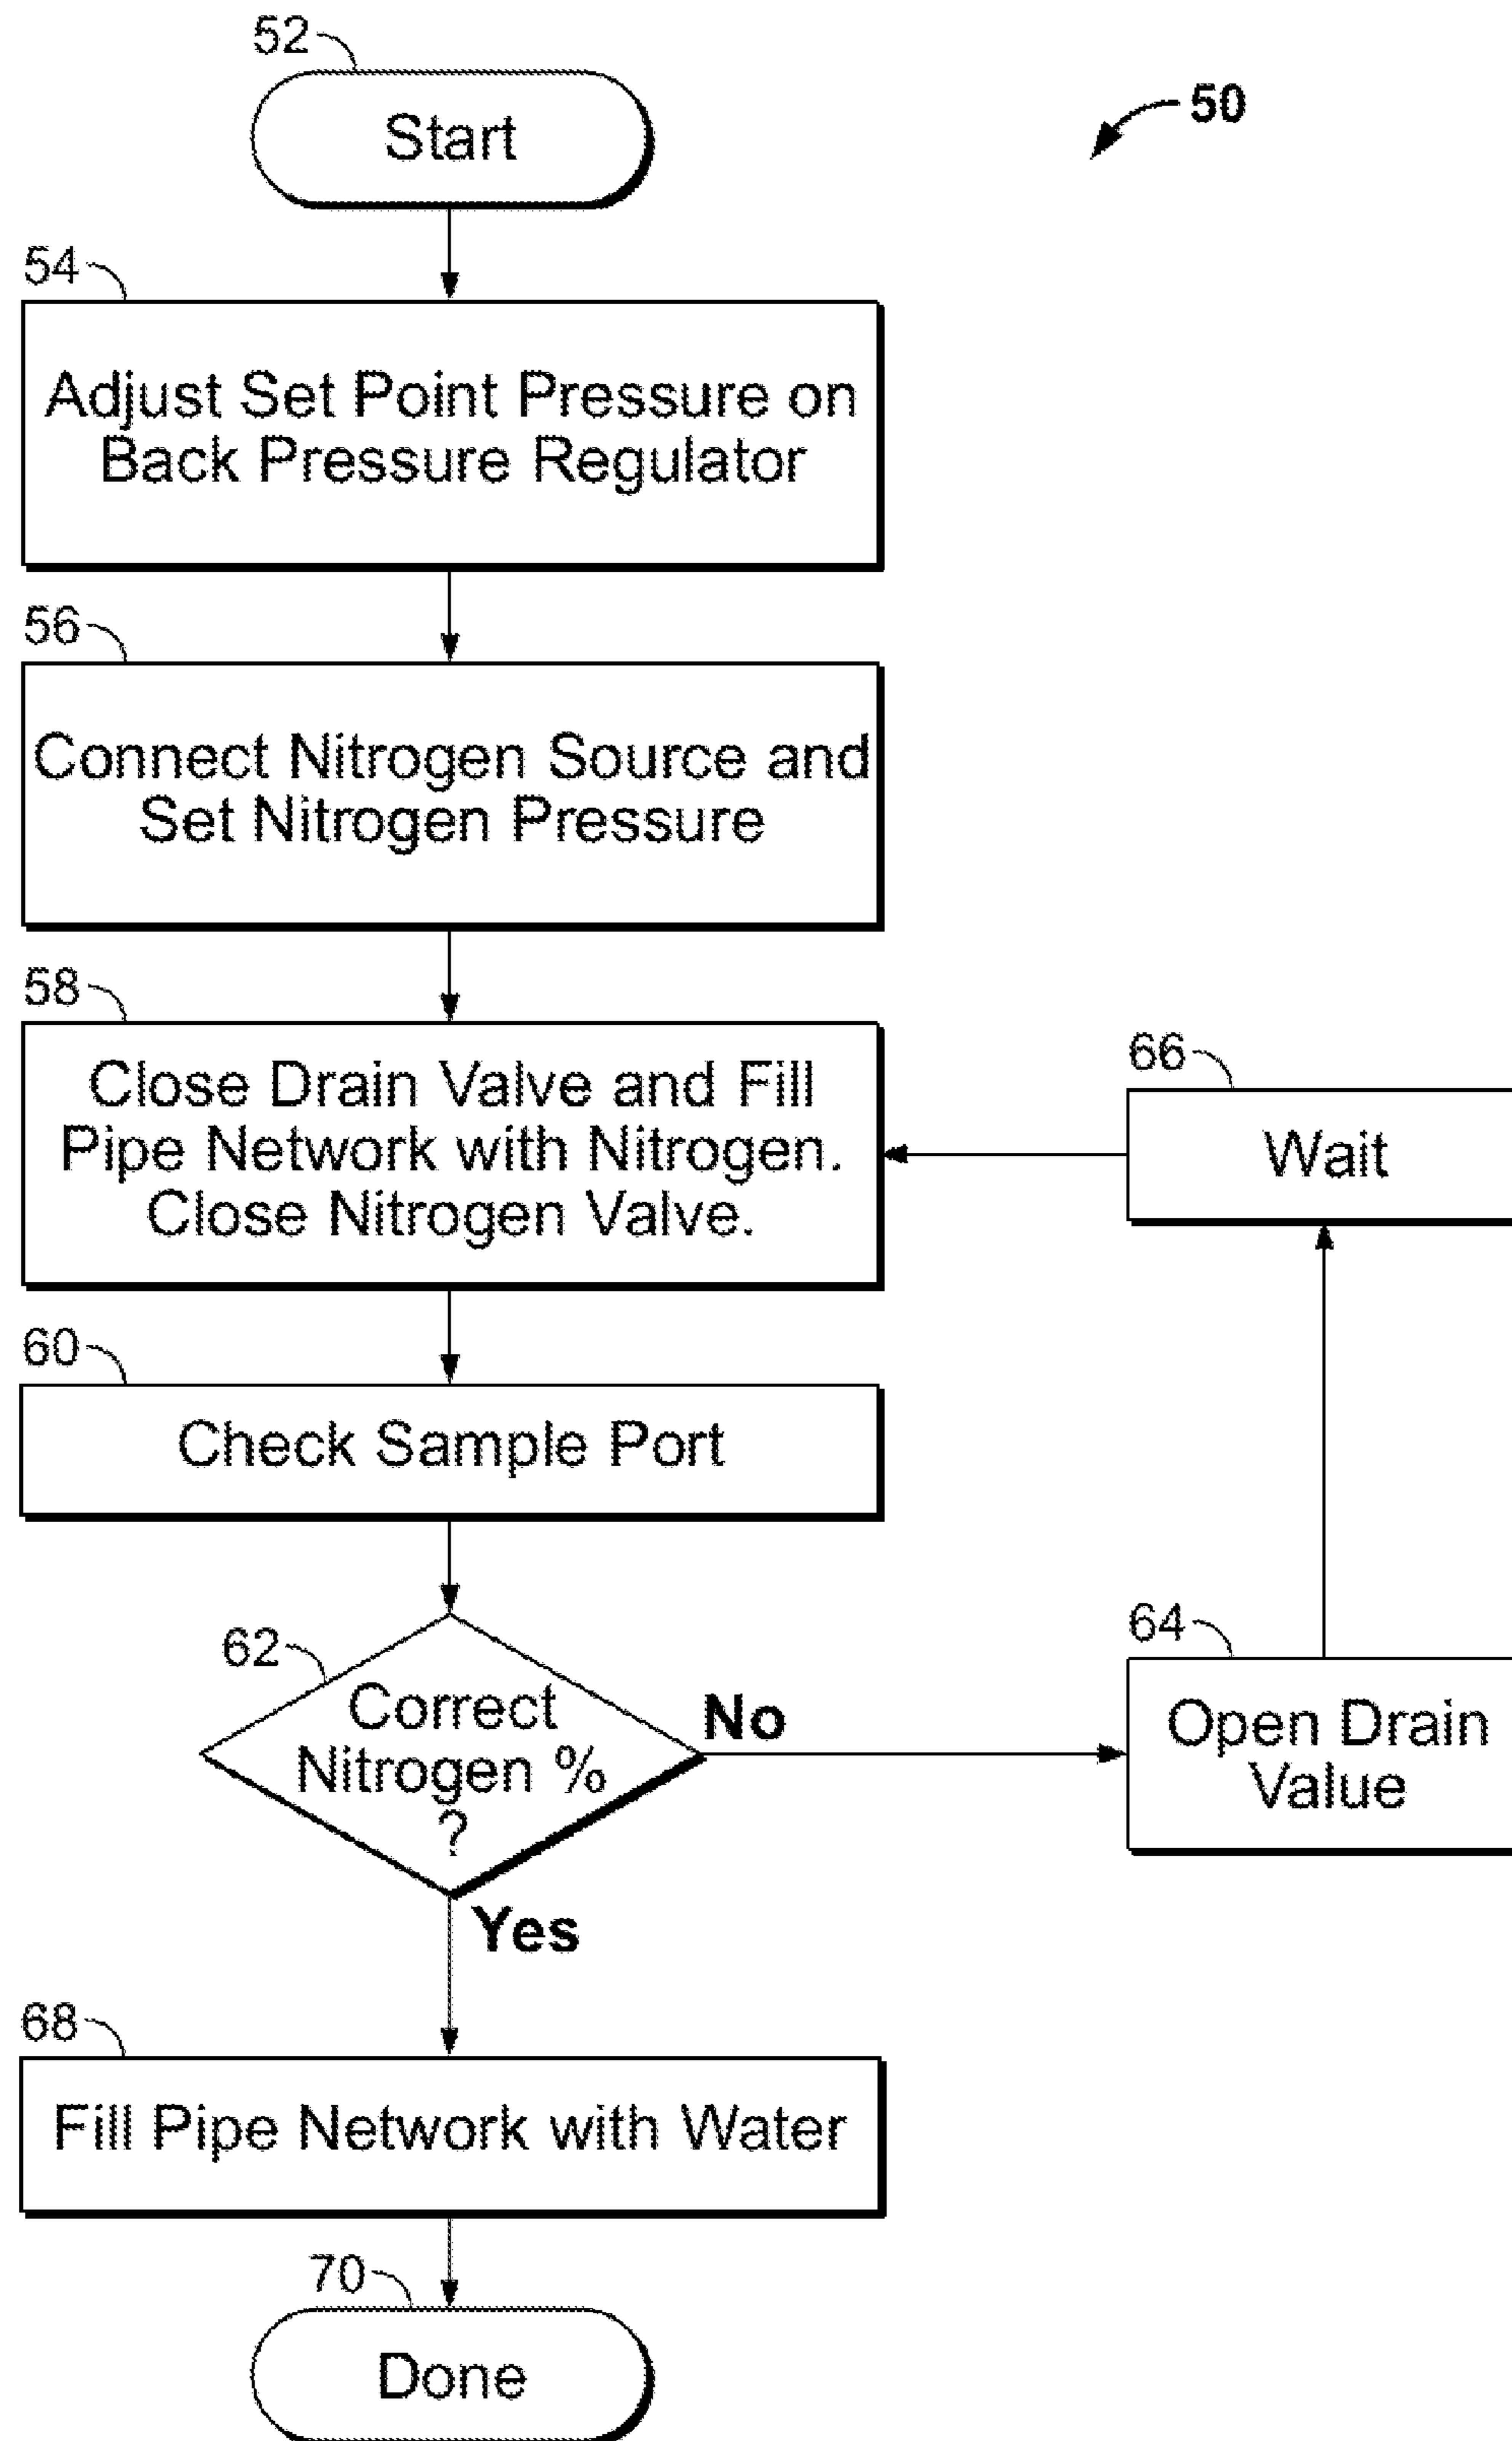 52
Start
50
54
Adjust Set Point Pressure on
Back Pressure Regulator
56
Connect Nitrogen Source and
Set Nitrogen Pressure
58
Close Drain Valve and Fill
Pipe Network with Nitrogen.
Close Nitrogen Valve.
66
Wait
60
Check Sample Port
62
Correct
Nitrogen %
?
No
Yes
64
Open Drain
Value
68
Fill Pipe Network with Water
70
Done